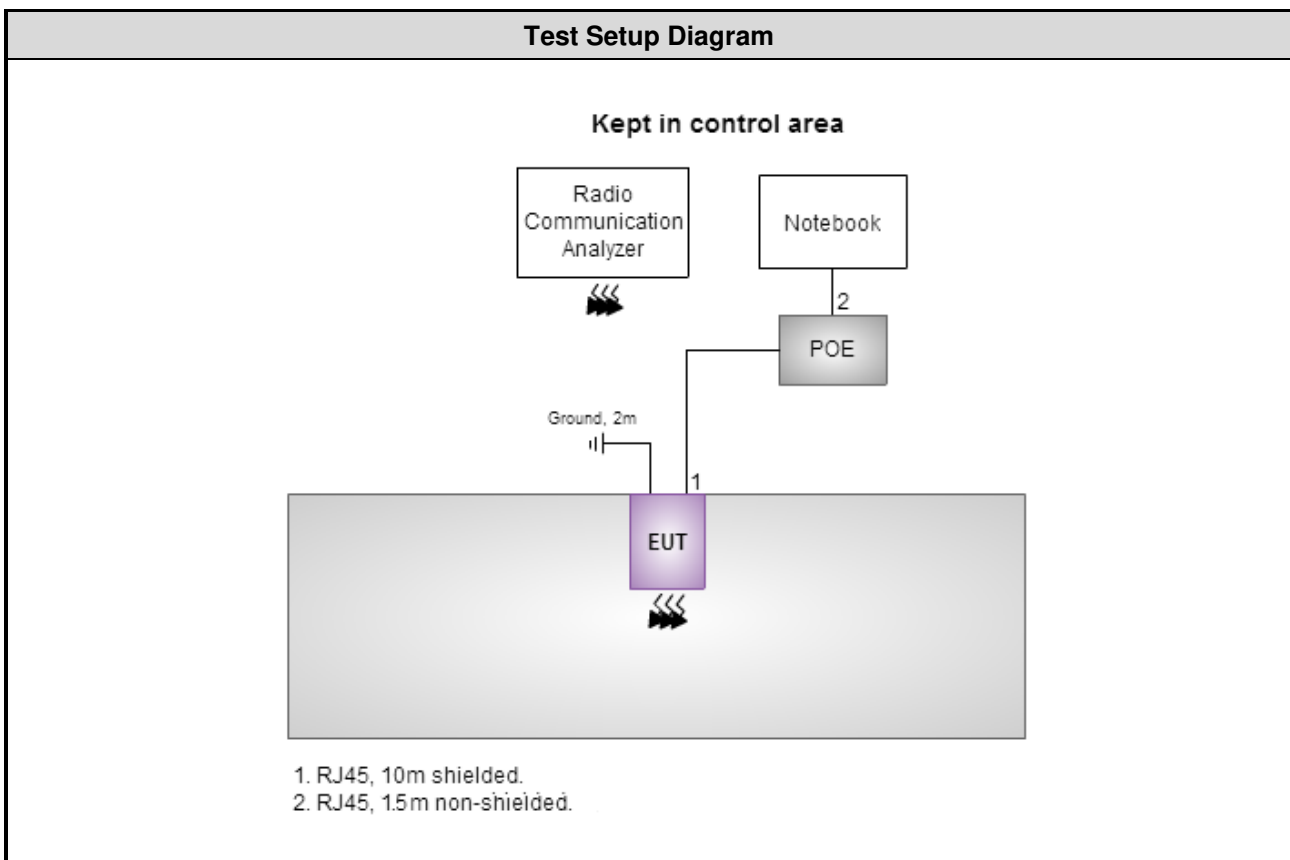 Test Setup Diagram
Kept in control area
Radio
Communication
Analyzer
Notebook
2
POE
Ground, 2m
1
EUT
1. RJ45, 10m shielded.
2. RJ45, 1.5m non-shielded.